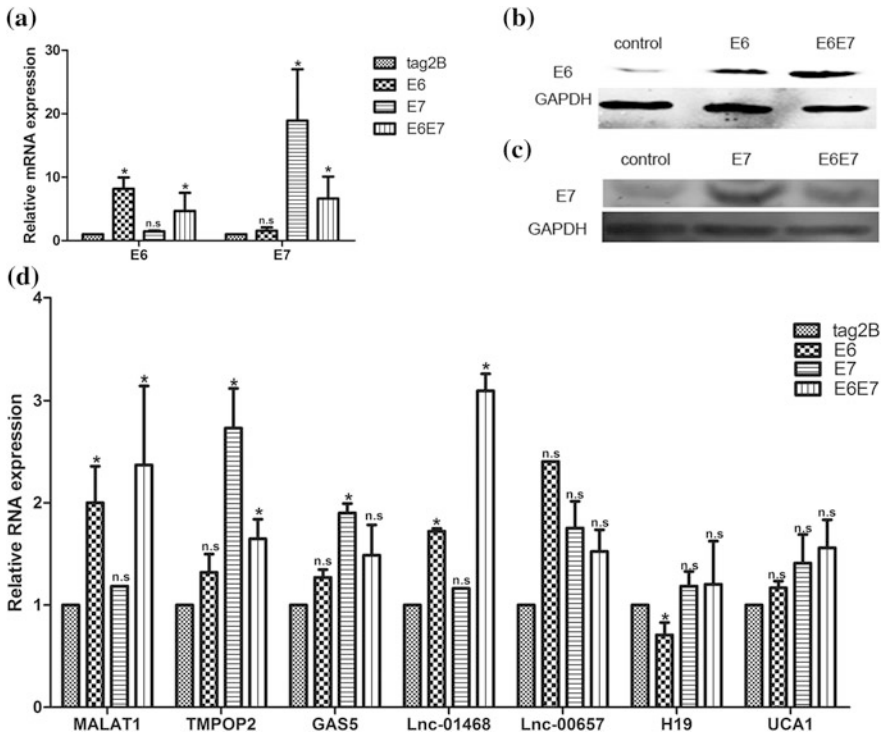 (a)
Relative mRNA expression
30
20
10
0
*
n.s
*
n.s
*
*
E6
E7
tag2B
E6
E7
E6E7
(b)
control E6 E6E7
E6
GAPDH
(c)
control E7 E6E7
E7
GAPDH
(d)
Relative RNA expression
4
3
2
1
0
* n.s *
n.s * *
n.s * n.s
* n.s *
n.s n.s n.s
* n.s n.s
n.s n.s n.s
tag2B
E6
E7
E6E7
MALAT1 TMPOP2 GAS5 Lnc-01468 Lnc-00657 H19 UCA1